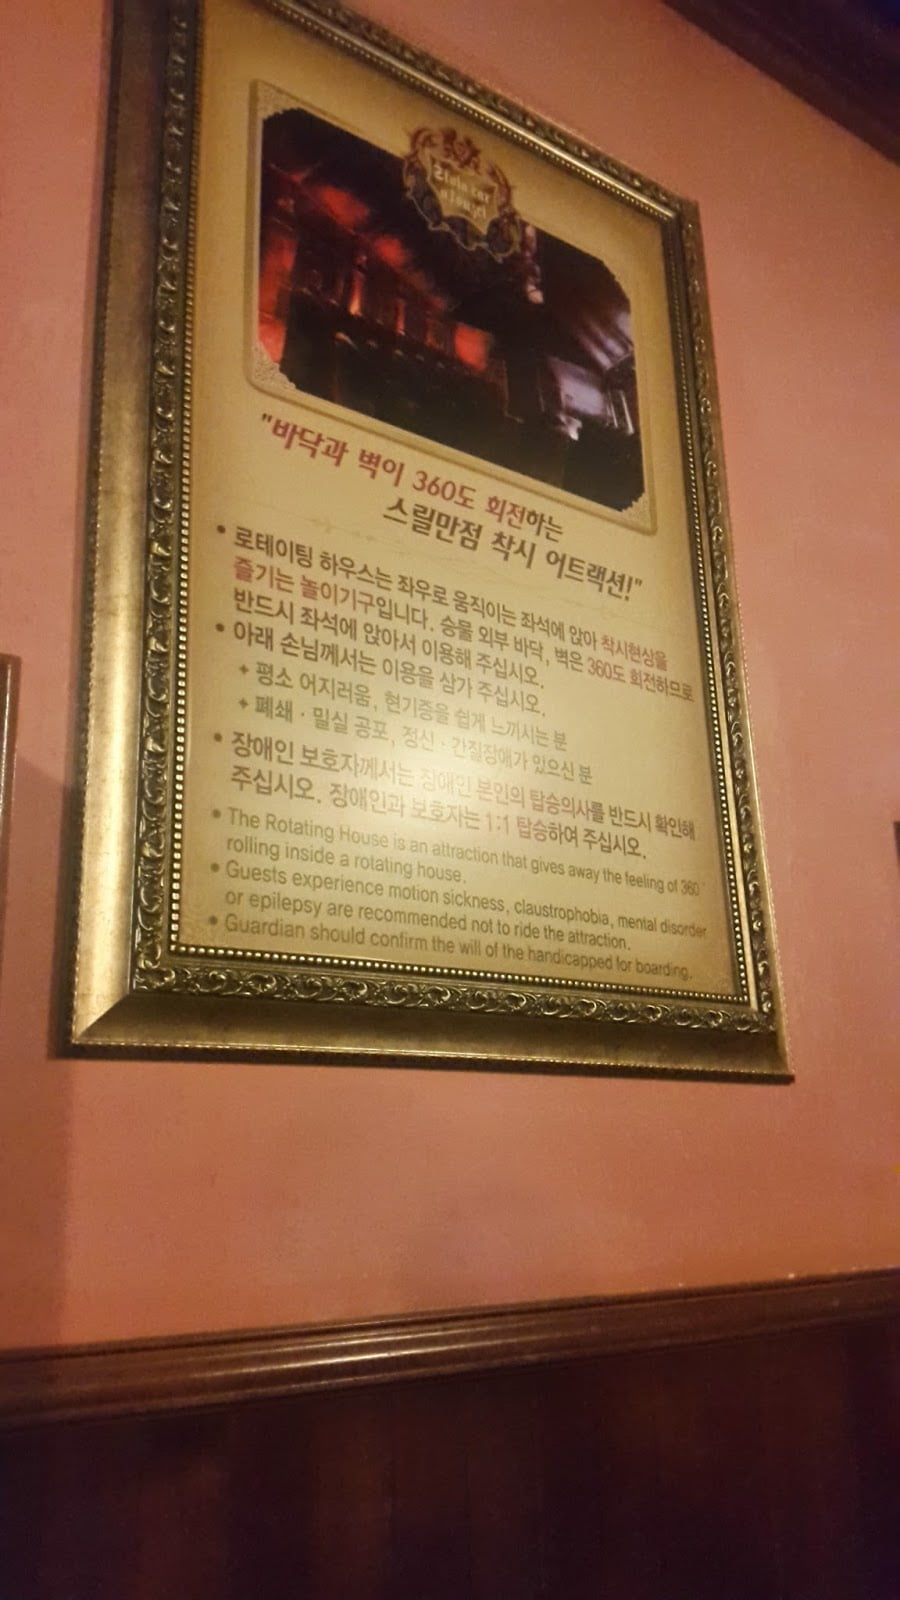 "바닥과 벽이 360도 회전하는
스릴만점 착시 어트랙션!"
• 로테이팅 하우스는 좌우로 움직이는 좌석에 앉아 착시현상을
즐기는 놀이기구입니다. 승물 외부 바닥, 벽은 360도 회전하므로
반드시 좌석에 앉아서 이용해 주십시오.
• 아래 손님께서는 이용을 삼가 주십시오.
+ 평소 어지러움, 현기증을 쉽게 느끼시는 분
+ 폐쇄 · 밀실 공포, 정신 · 간질장애가 있으신 분
• 장애인 보호자께서는 장애인 본인의 탑승의사를 반드시 확인해
주십시오. 장애인과 보호자는 1:1 탑승하여 주십시오.
• The Rotating House is an attraction that gives away the feeling of 360˚
rolling inside a rotating house.
• Guests experience motion sickness, claustrophobia, mental disorder
or epilepsy are recommended not to ride the attraction.
• Guardian should confirm the will of the handicapped for boarding.